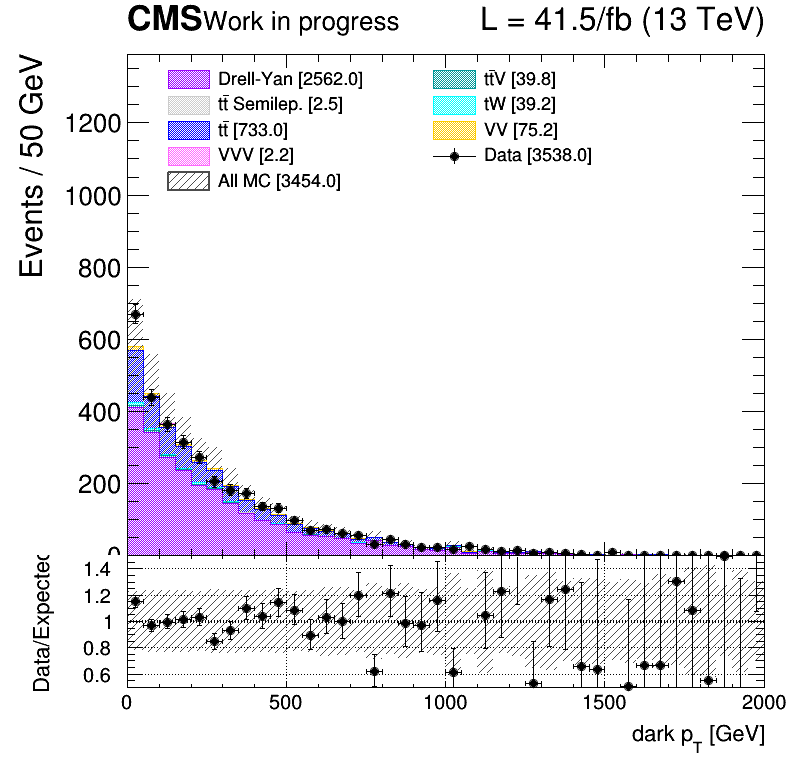 CMS Work in progress L = 41.5/fb (13 TeV)
Events / 50 GeV
Drell-Yan [2562.0]
tt̄ Semilep. [2.5]
tt̄ [733.0]
VVV [2.2]
All MC [3454.0]
tt̄V [39.8]
tW [39.2]
VV [75.2]
Data [3538.0]
1200
1000
800
600
400
200
0
Data/Expected
1.4
1.2
1
0.8
0.6
0 500 1000 1500 2000
dark p_T [GeV]